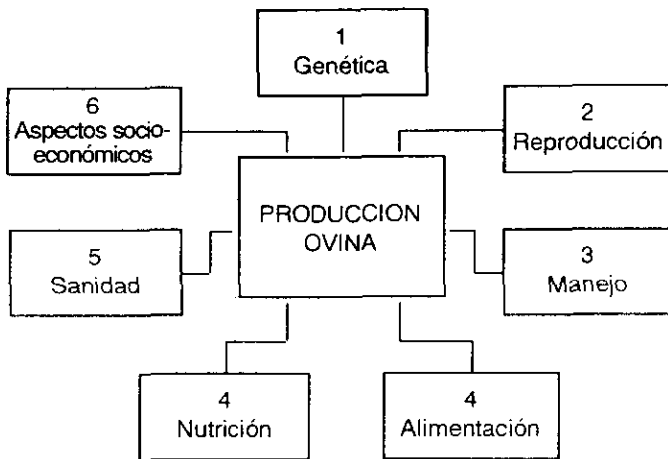 1
Genética
6
Aspectos socio-
económicos
2
Reproducción
PRODUCCION
OVINA
5
Sanidad
3
Manejo
4
Nutrición
4
Alimentación